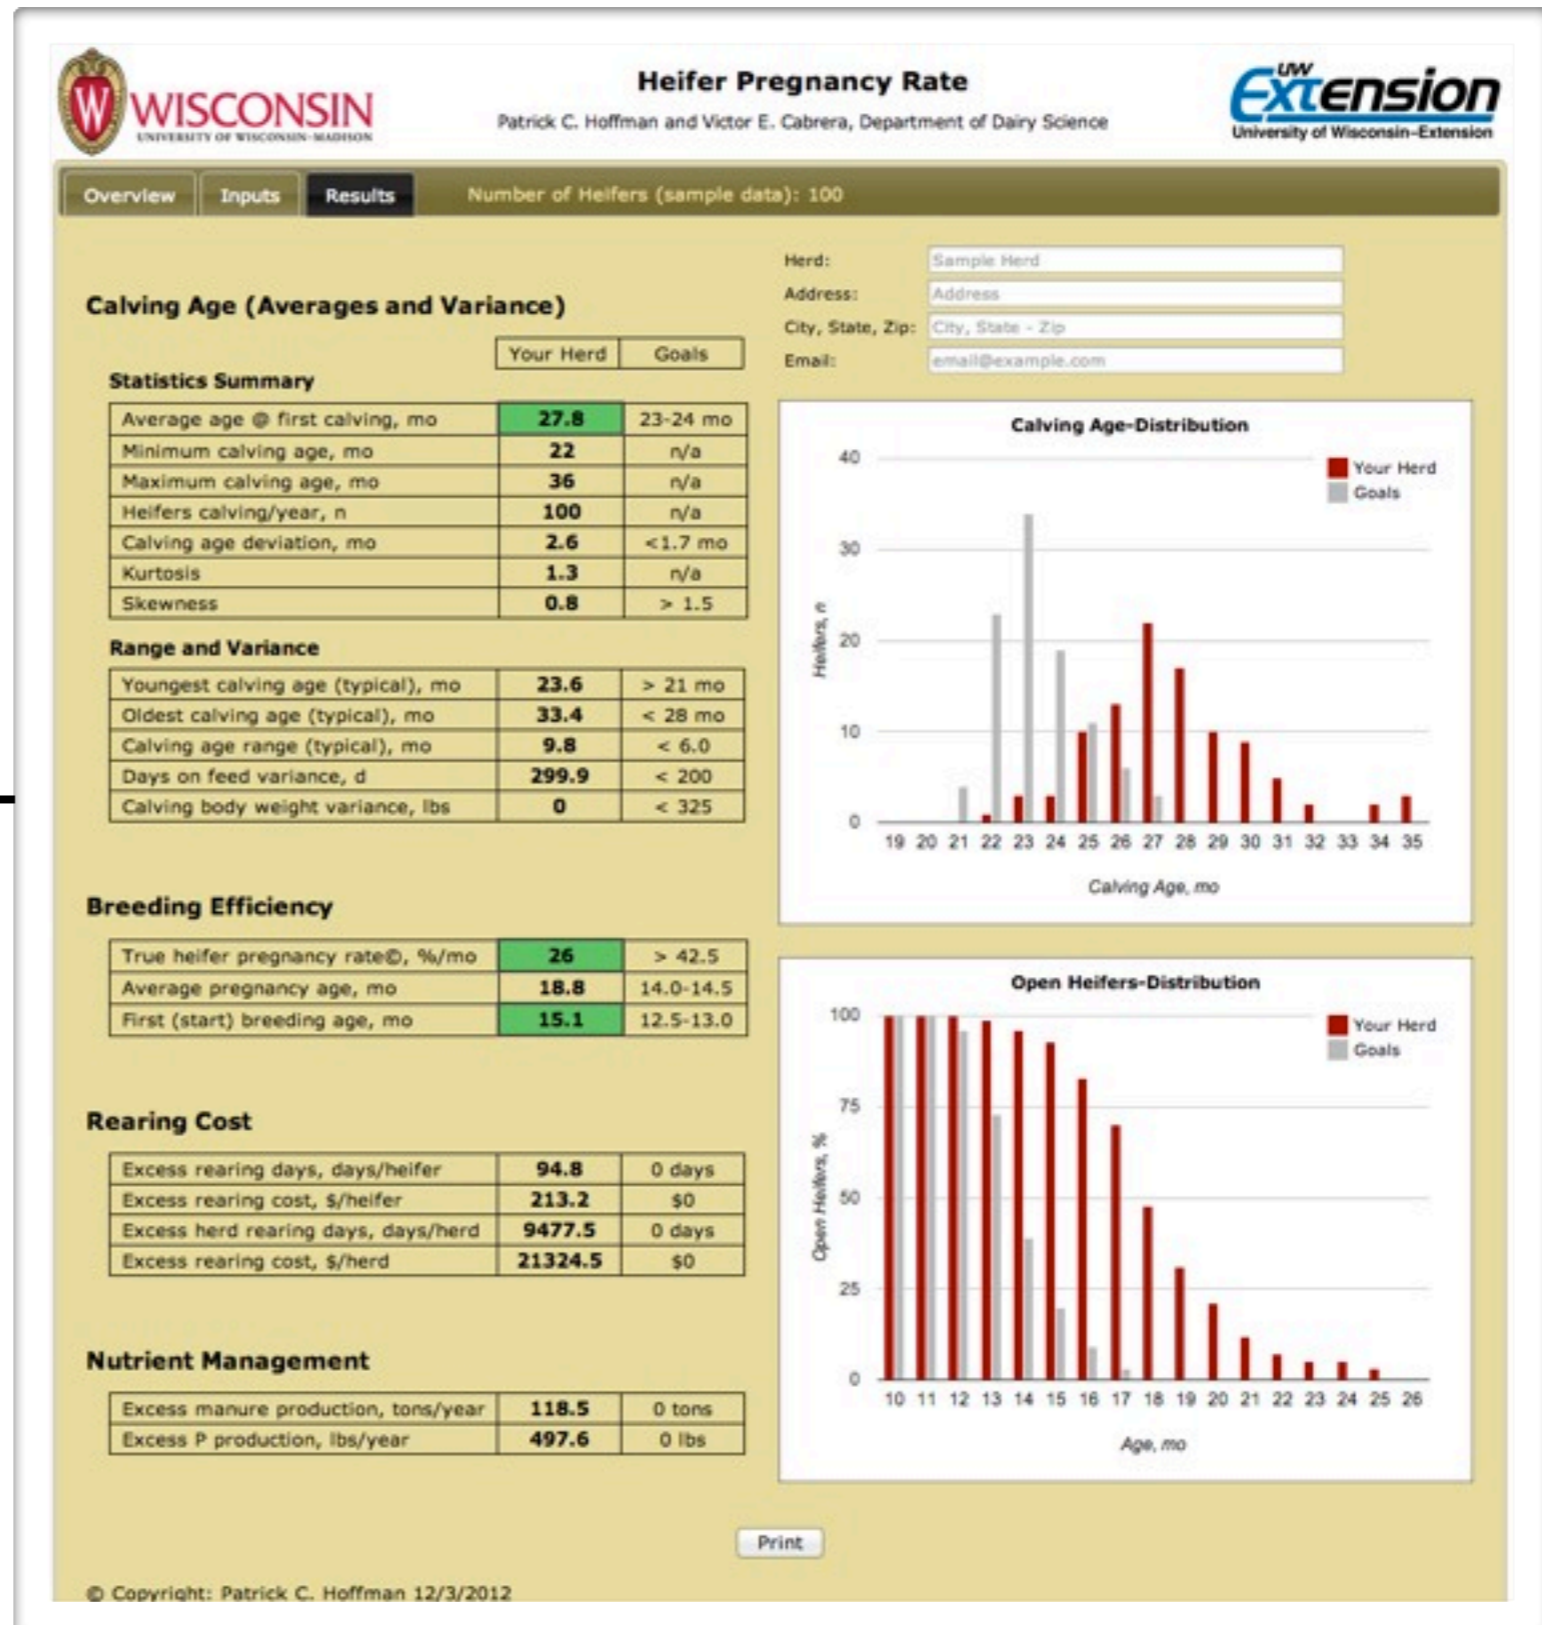 WISCONSIN
UNIVERSITY OF WISCONSIN-MADISON
Heifer Pregnancy Rate
Patrick C. Hoffman and Victor E. Cabrera, Department of Dairy Science
UW
Extension
University of Wisconsin-Extension
Overview Inputs Results Number of Heifers (sample data): 100
Herd: Sample Herd
Address: Address
City, State, Zip: City, State - Zip
Email: email@example.com
Calving Age (Averages and Variance)
Your Herd Goals
Statistics Summary
Average age @ first calving, mo 27.8 23-24 mo
Minimum calving age, mo 22 n/a
Maximum calving age, mo 36 n/a
Heifers calving/year, n 100 n/a
Calving age deviation, mo 2.6 <1.7 mo
Kurtosis 1.3 n/a
Skewness 0.8 > 1.5
Range and Variance
Youngest calving age (typical), mo 23.6 > 21 mo
Oldest calving age (typical), mo 33.4 < 28 mo
Calving age range (typical), mo 9.8 < 6.0
Days on feed variance, d 299.9 < 200
Calving body weight variance, lbs 0 < 325
Breeding Efficiency
True heifer pregnancy rate©, %/mo 26 > 42.5
Average pregnancy age, mo 18.8 14.0-14.5
First (start) breeding age, mo 15.1 12.5-13.0
Rearing Cost
Excess rearing days, days/heifer 94.8 0 days
Excess rearing cost, $/heifer 213.2 $0
Excess herd rearing days, days/herd 9477.5 0 days
Excess rearing cost, $/herd 21324.5 $0
Nutrient Management
Excess manure production, tons/year 118.5 0 tons
Excess P production, lbs/year 497.6 0 lbs
Calving Age-Distribution
Your Herd
Goals
40
30
20
10
0
Heifers, n
19 20 21 22 23 24 25 26 27 28 29 30 31 32 33 34 35
Calving Age, mo
Open Heifers-Distribution
Your Herd
Goals
100
75
50
25
0
Open Heifers, %
10 11 12 13 14 15 16 17 18 19 20 21 22 23 24 25 26
Age, mo
Print
© Copyright: Patrick C. Hoffman 12/3/2012